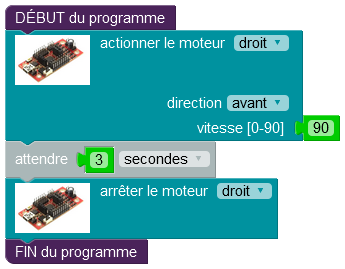 DÉBUT du programme
actionner le moteur droit
direction avant
vitesse [0-90] 90
attendre 3 secondes
arrêter le moteur droit
FIN du programme